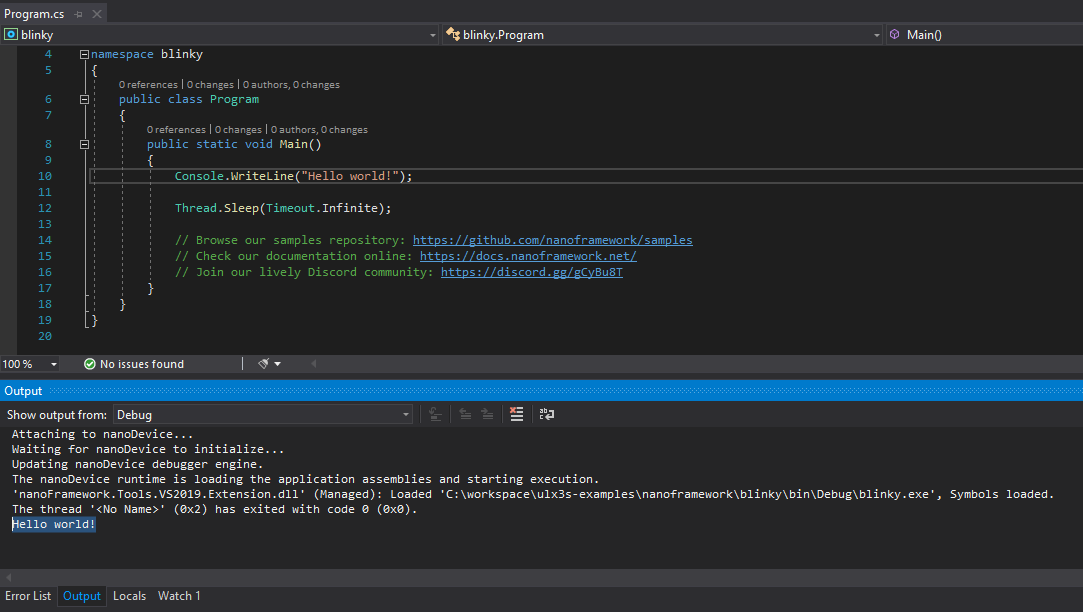 Program.cs
blinky blinky.Program Main()
4 namespace blinky
5 {
0 references | 0 changes | 0 authors, 0 changes
6 public class Program
7 {
0 references | 0 changes | 0 authors, 0 changes
8 public static void Main()
9 {
10 Console.WriteLine("Hello world!");
11
12 Thread.Sleep(Timeout.Infinite);
13
14 // Browse our samples repository: https://github.com/nanoframework/samples
15 // Check our documentation online: https://docs.nanoframework.net/
16 // Join our lively Discord community: https://discord.gg/gCyBu8T
17 }
18 }
19 }
20
100 % No issues found
Output
Show output from: Debug
Attaching to nanoDevice...
Waiting for nanoDevice to initialize...
Updating nanoDevice debugger engine.
The nanoDevice runtime is loading the application assemblies and starting execution.
'nanoFramework.Tools.VS2019.Extension.dll' (Managed): Loaded 'C:\workspace\ulx3s-examples\nanoframework\blinky\bin\Debug\blinky.exe', Symbols loaded.
The thread '<No Name>' (0x2) has exited with code 0 (0x0).
Hello world!
Error List Output Locals Watch 1